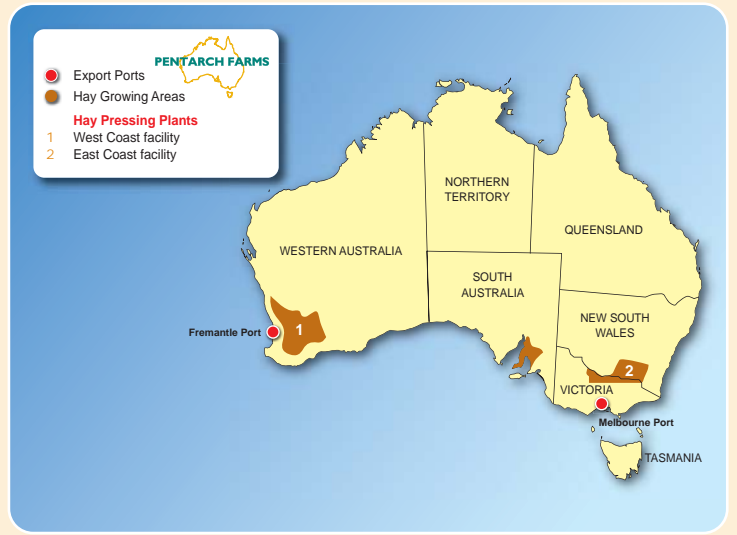 PENTARCH FARMS
Export Ports
Hay Growing Areas
Hay Pressing Plants
1 West Coast facility
2 East Coast facility
NORTHERN
TERRITORY
QUEENSLAND
WESTERN AUSTRALIA
SOUTH
AUSTRALIA
NEW SOUTH
WALES
Fremantle Port
1
2
VICTORIA
Melbourne Port
TASMANIA